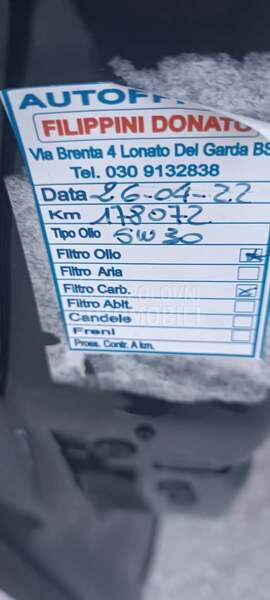 AUTOFF
FILIPPINI DONATO
Via Brenta 4 Lonato Del Garda BS
Tel. 030 9132838
Data 26-04-22
Km 178072
Tipo Olio 5W30
Filtro Olio
Filtro Aria
Filtro Carb.
Filtro Abit.
Candele
Freni
Pross. Contr. A km.